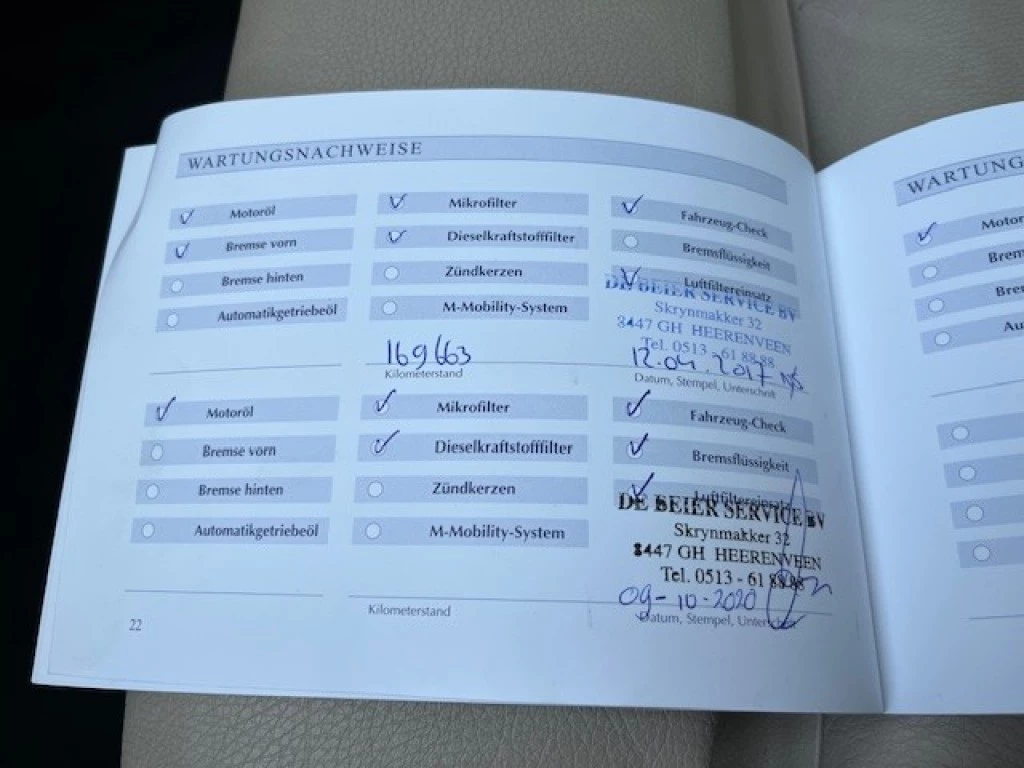 WARTUNGSNACHWEISE
Motoröl
Mikrofilter
Fahrzeug-Check
Bremse vorn
Dieselkraftstofffilter
Bremsflüssigkeit
Bremse hinten
Zündkerzen
Luftfiltereinsatz
Automatikgetriebeöl
M-Mobility-System
DE BEIER SERVICE BV
Skrynmakker 32
8447 GH HEERENVEEN
Tel. 0513 - 61 88 88
169663
12.04.2017
Kilometerstand
Datum, Stempel, Unterschrift
Motoröl
Mikrofilter
Fahrzeug-Check
Bremse vorn
Dieselkraftstofffilter
Bremsflüssigkeit
Bremse hinten
Zündkerzen
Luftfiltereinsatz
Automatikgetriebeöl
M-Mobility-System
DE BEIER SERVICE BV
Skrynmakker 32
8447 GH HEERENVEEN
Tel. 0513 - 61 88 88
09-10-2020
Kilometerstand
Datum, Stempel, Unterschrift
22
WARTUNG
Motor
Brem
Bre
Au